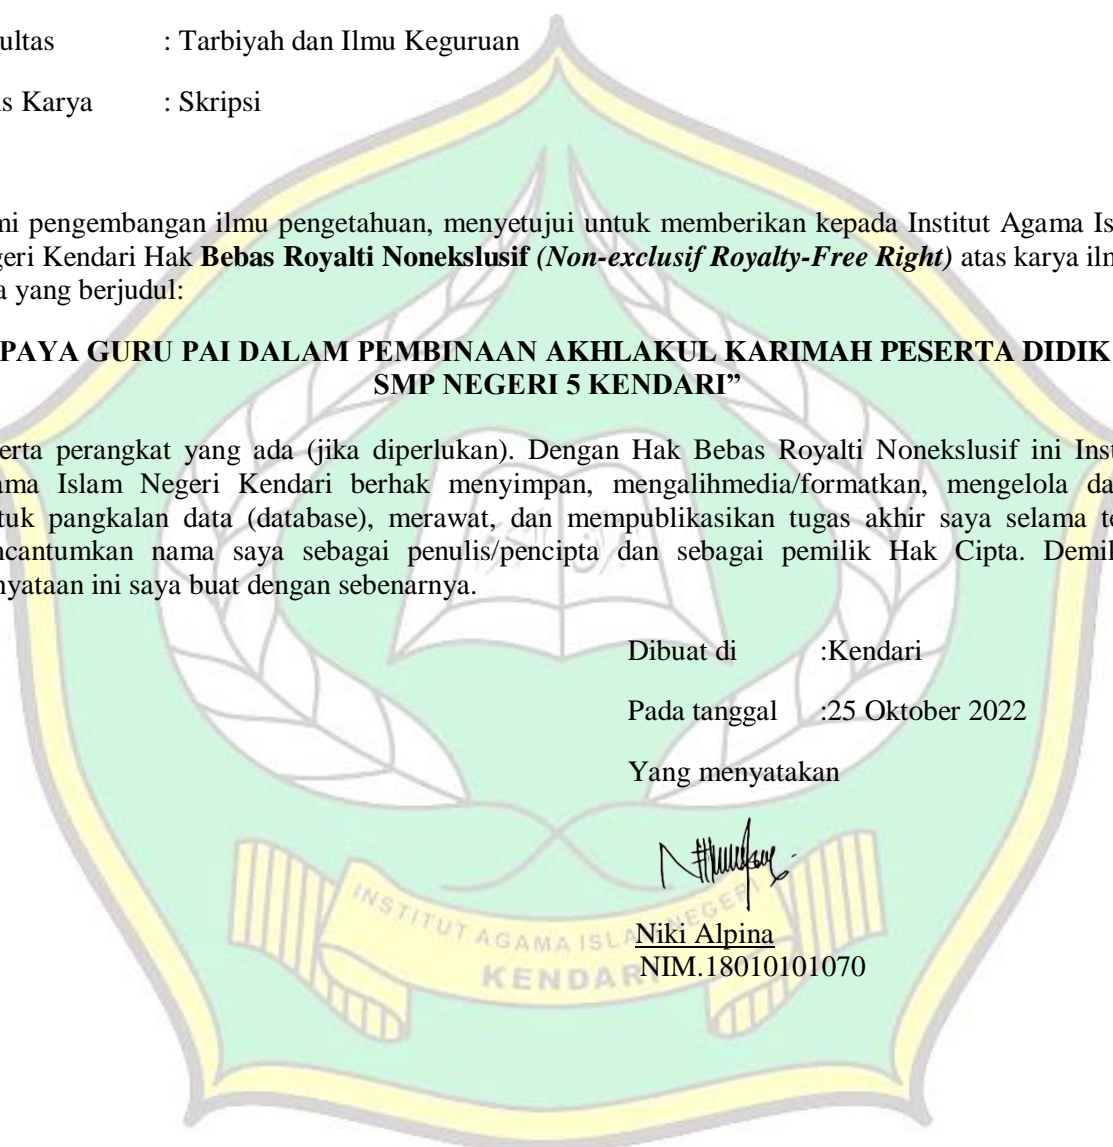 ultas : Tarbiyah dan Ilmu Keguruan
is Karya : Skripsi
mi pengembangan ilmu pengetahuan, menyetujui untuk memberikan kepada Institut Agama Is
geri Kendari Hak Bebas Royalti Nonekslusif (Non-exclusif Royalty-Free Right) atas karya iln
a yang berjudul:
PAYA GURU PAI DALAM PEMBINAAN AKHLAKUL KARIMAH PESERTA DIDIK
SMP NEGERI 5 KENDARI”
erta perangkat yang ada (jika diperlukan). Dengan Hak Bebas Royalti Nonekslusif ini Inst
ama Islam Negeri Kendari berhak menyimpan, mengalihmedia/formatkan, mengelola da
tuk pangkalan data (database), merawat, dan mempublikasikan tugas akhir saya selama te
ncantumkan nama saya sebagai penulis/pencipta dan sebagai pemilik Hak Cipta. Demik
nyataan ini saya buat dengan sebenarnya.
Dibuat di :Kendari
Pada tanggal :25 Oktober 2022
Yang menyatakan
Niki Alpina
NIM.18010101070
INSTITUT AGAMA ISLA NEGERI
KENDARI